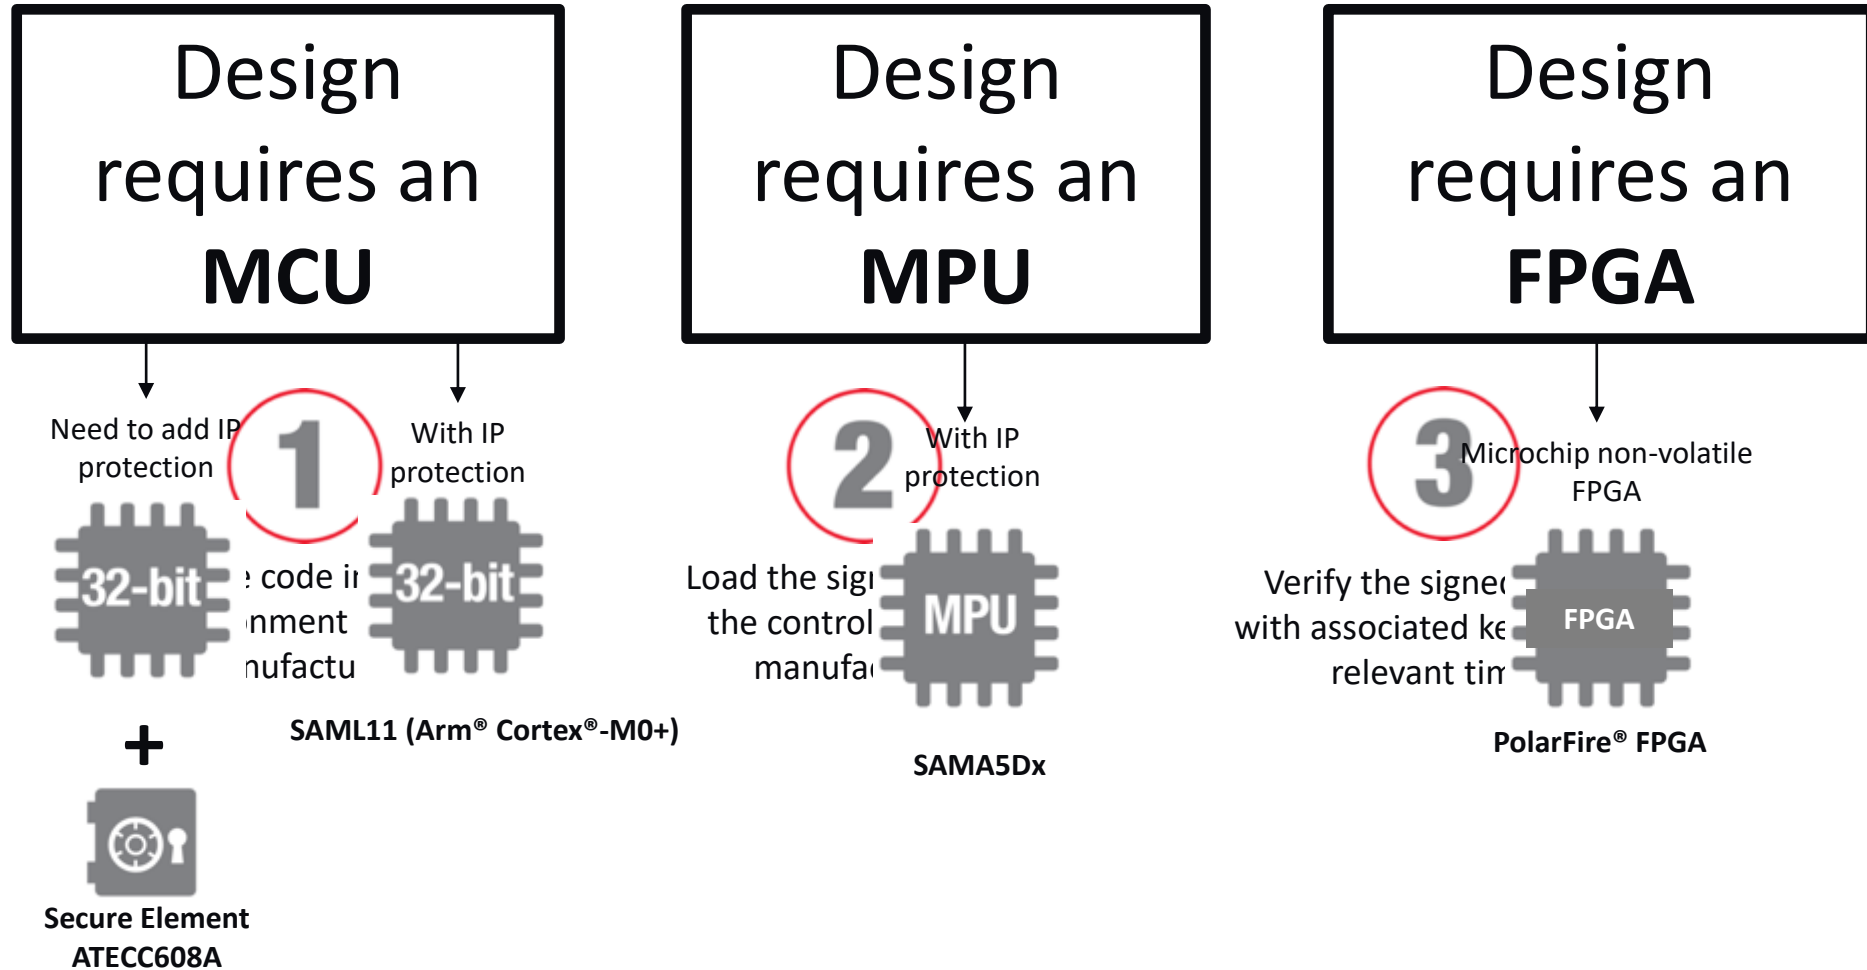 Design
requires an
MCU
Need to add IP
protection
1
With IP
protection
32-bit
code
32-bit
SAML11 (Arm® Cortex®-M0+)
+
Secure Element
ATECC608A
Design
requires an
MPU
2
With IP
protection
Load the
the
MPU
SAMA5Dx
Design
requires an
FPGA
3
Microchip non-volatile
FPGA
Verify the
with associated
relevant
FPGA
PolarFire® FPGA